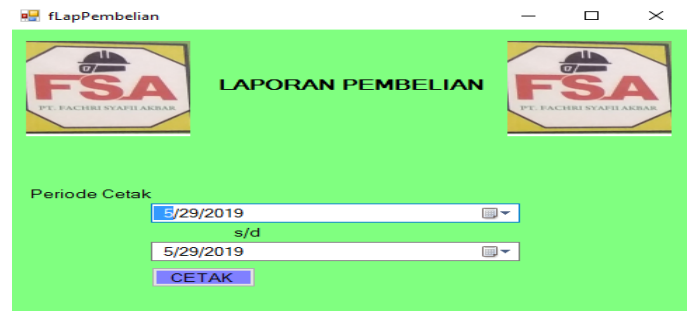 fLapPembelian
FSA
PT. FACHRI SYAFII AKBAR
LAPORAN PEMBELIAN
FSA
PT. FACHRI SYAFII AKBAR
Periode Cetak
5/29/2019
s/d
5/29/2019
CETAK